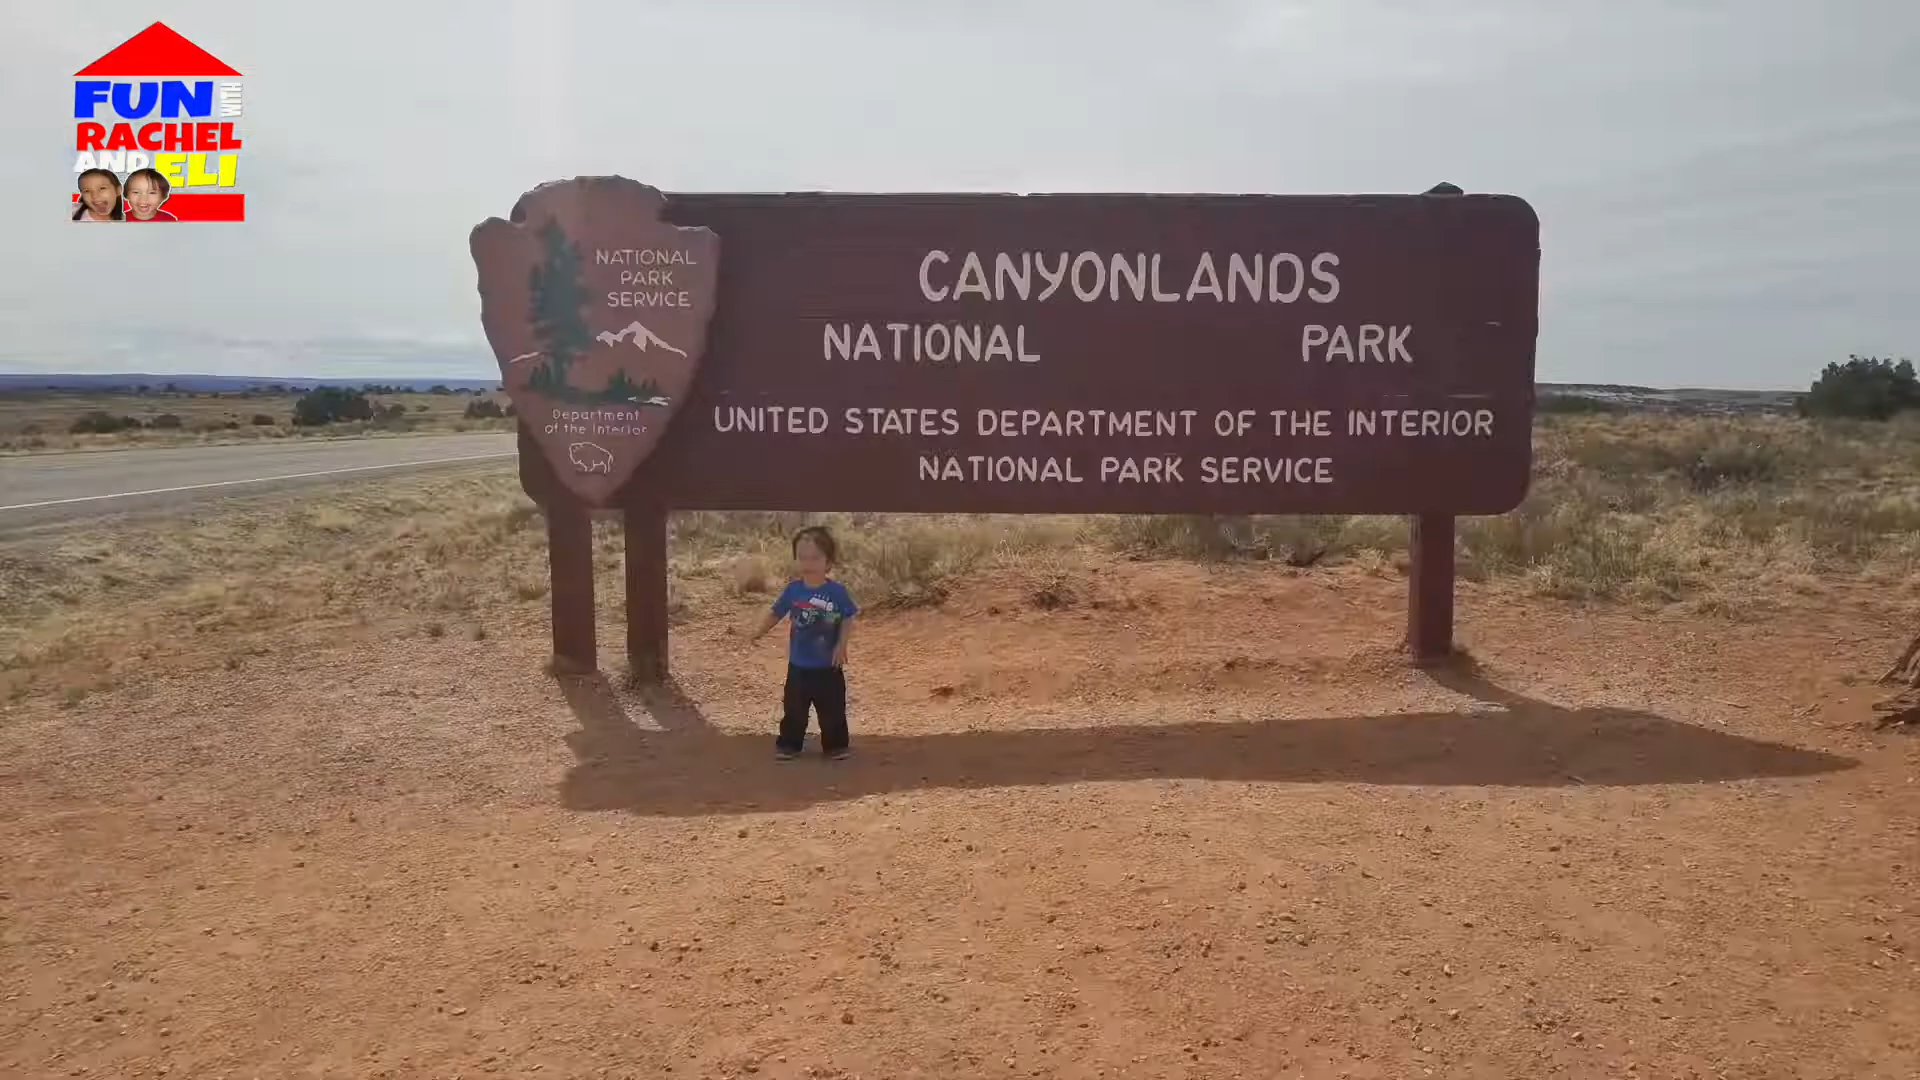 FUN WITH
RACHEL
AND ELI
NATIONAL
PARK
SERVICE
Department
of the Interior
CANYONLANDS
NATIONAL PARK
UNITED STATES DEPARTMENT OF THE INTERIOR
NATIONAL PARK SERVICE